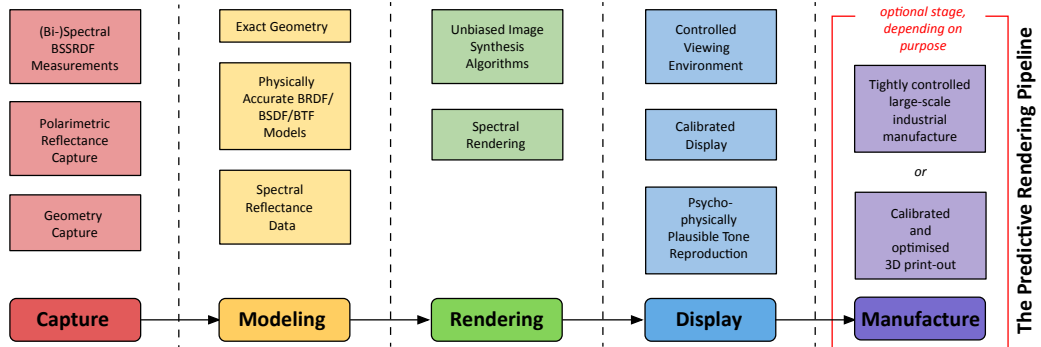 (Bi-)Spectral
BSSRDF
Measurements
Polarimetric
Reflectance
Capture
Geometry
Capture
Capture
Exact Geometry
Physically
Accurate BRDF/
BSDF/BTF
Models
Spectral
Reflectance
Data
Modeling
Unbiased Image
Synthesis
Algorithms
Spectral
Rendering
Rendering
Controlled
Viewing
Environment
Calibrated
Display
Psycho-
physically
Plausible Tone
Reproduction
Display
optional stage,
depending on
purpose
Tightly controlled
large-scale
industrial
manufacture
or
Calibrated
and
optimised
3D print-out
Manufacture
The Predictive Rendering Pipeline